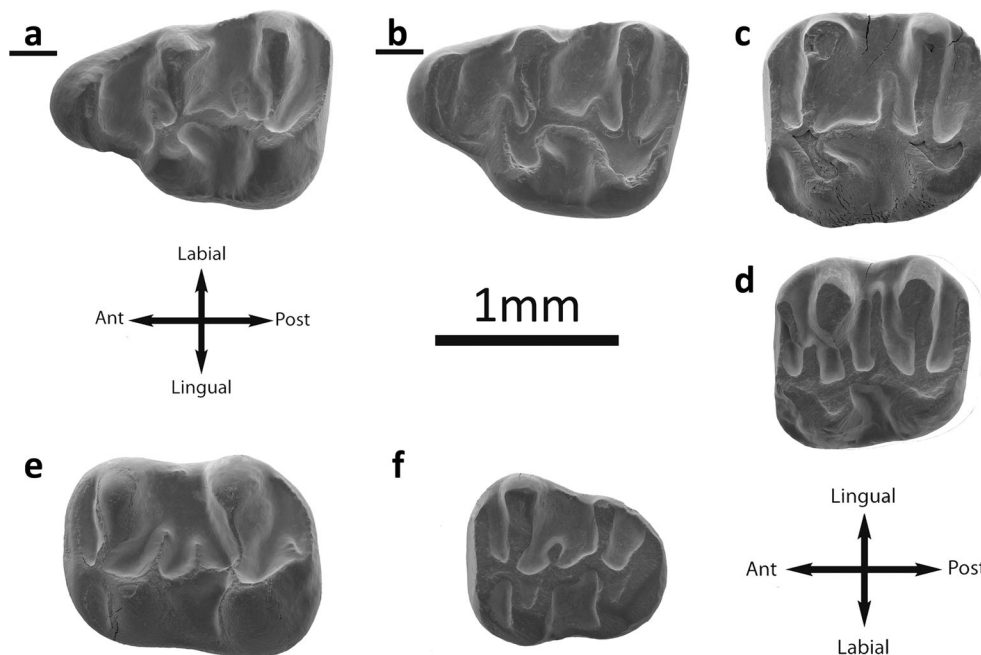 a
b
c
Labial
Ant
Post
Lingual
1mm
d
e
f
Lingual
Ant
Post
Labial